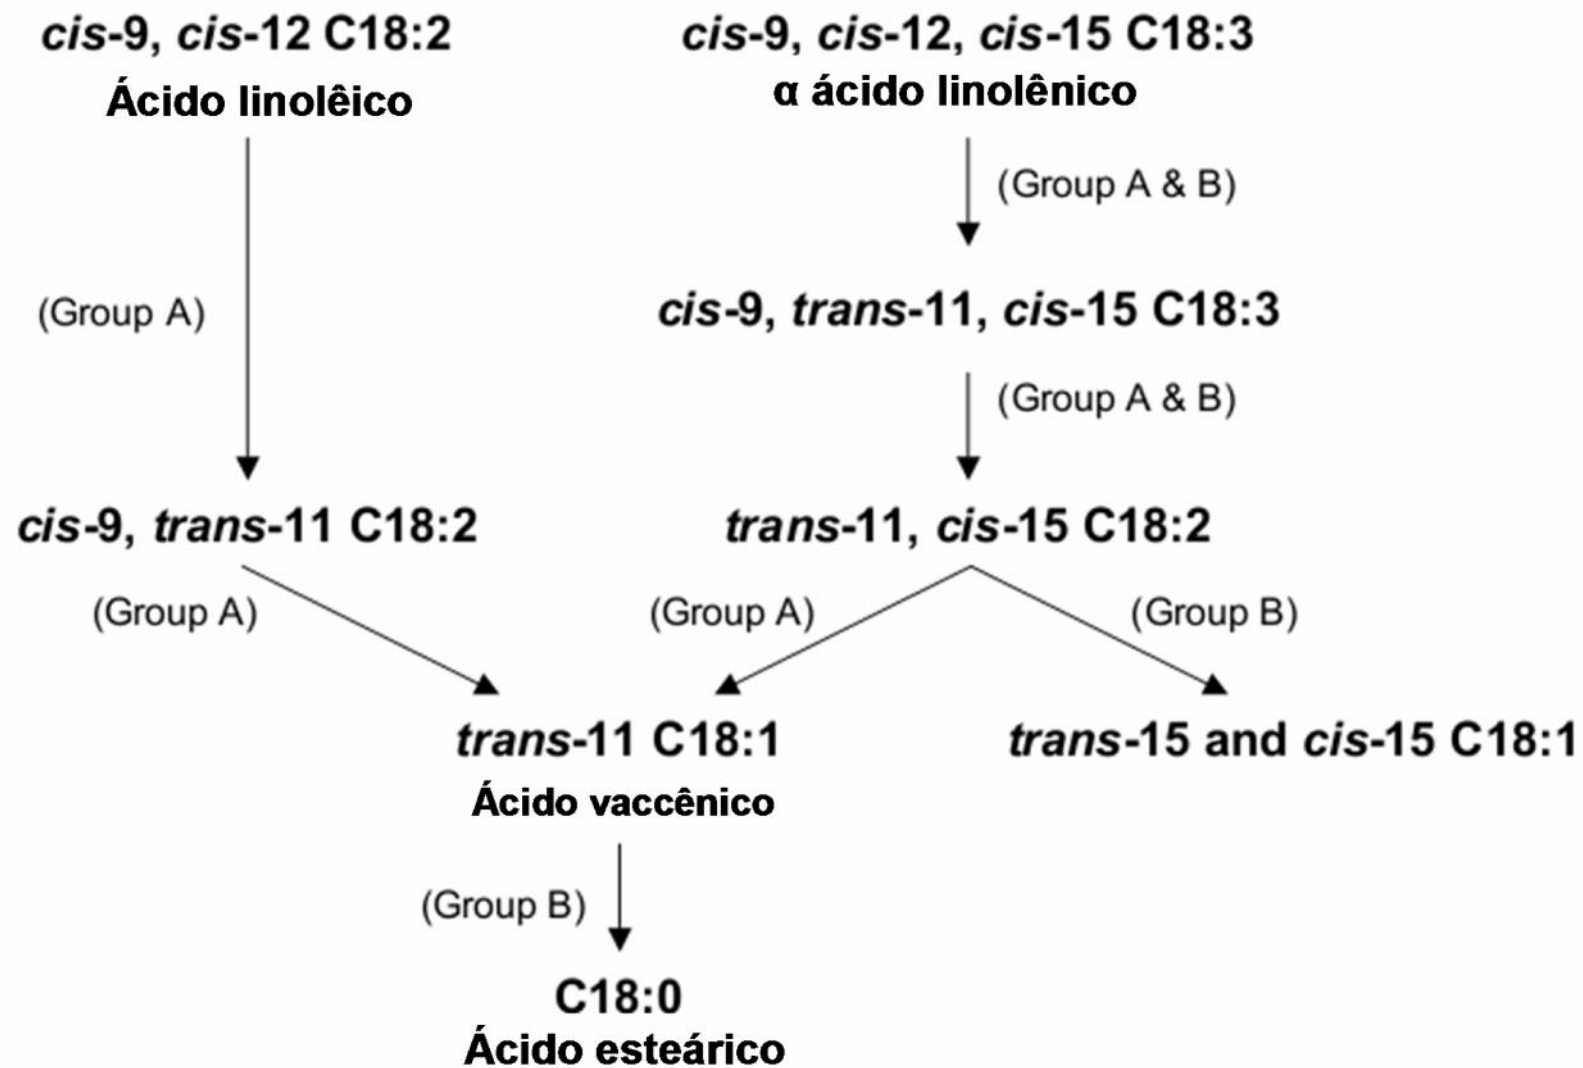 cis-9, cis-12 C18:2
Ácido linolêico
cis-9, cis-12, cis-15 C18:3
α ácido linolênico
(Group A & B)
(Group A)
cis-9, trans-11, cis-15 C18:3
(Group A & B)
cis-9, trans-11 C18:2
trans-11, cis-15 C18:2
(Group A)
(Group A)
(Group B)
trans-11 C18:1
Ácido vaccênico
trans-15 and cis-15 C18:1
(Group B)
C18:0
Ácido esteárico